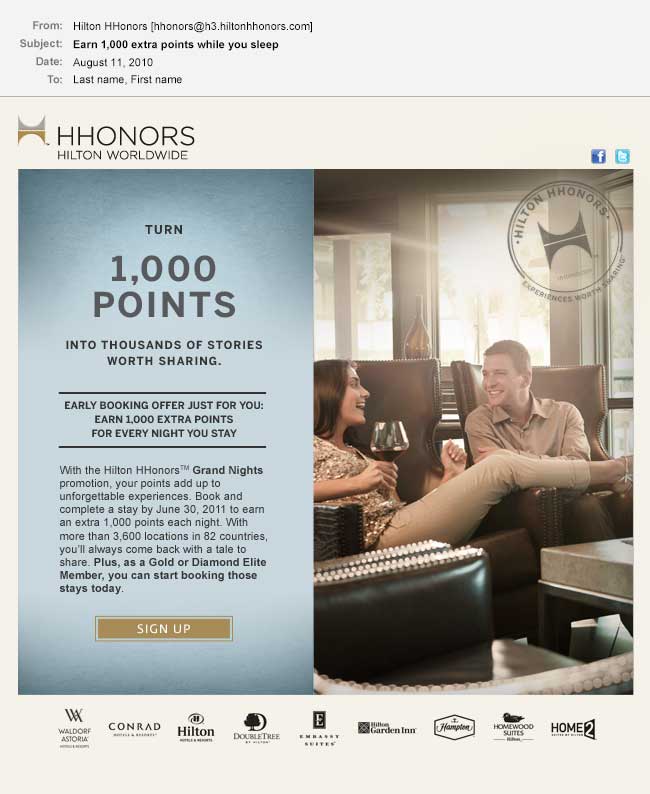 From: Hilton HHonors [hhonors@h3.hiltonhhonors.com]
Subject: Earn 1,000 extra points while you sleep
Date: August 11, 2010
To: Last name, First name
HHONORS
HILTON WORLDWIDE
TURN
1,000
POINTS
INTO THOUSANDS OF STORIES
WORTH SHARING.
EARLY BOOKING OFFER JUST FOR YOU:
EARN 1,000 EXTRA POINTS
FOR EVERY NIGHT YOU STAY
With the Hilton HHonors™ Grand Nights
promotion, your points add up to
unforgettable experiences. Book and
complete a stay by June 30, 2011 to earn
an extra 1,000 points each night. With
more than 3,600 locations in 82 countries,
you'll always come back with a tale to
share. Plus, as a Gold or Diamond Elite
Member, you can start booking those
stays today.
SIGN UP
HILTON HHONORS
EXPERIENCES WORTH SHARING
WALDORF
ASTORIA
HOTELS & RESORTS
CONRAD
HOTELS & RESORTS
Hilton
HOTELS & RESORTS
DOUBLETREE
BY HILTON
EMBASSY
SUITES
Hilton
Garden Inn
Hampton
HOMEWOOD
SUITES
Hilton
HOME2
SUITES BY HILTON